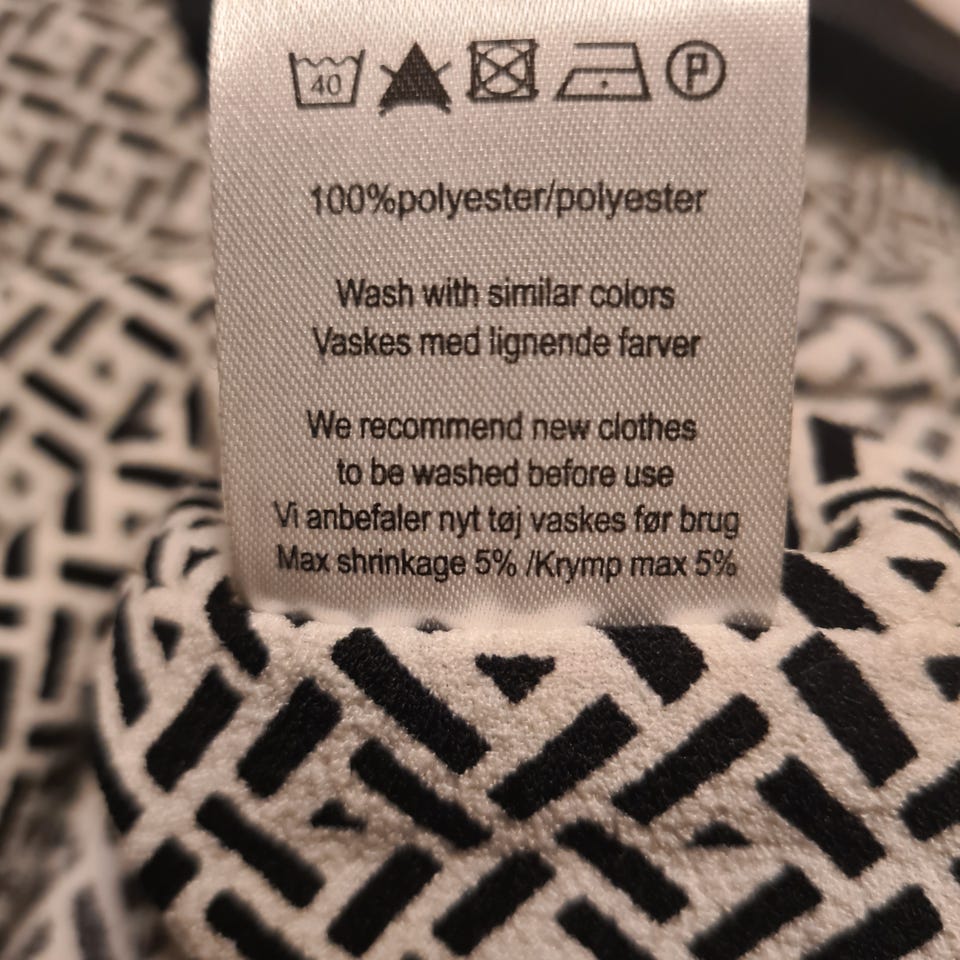 40 P
100%polyester/polyester
Wash with similar colors
Vaskes med lignende farver
We recommend new clothes
to be washed before use
Vi anbefaler nyt tøj vaskes før brug
Max shrinkage 5% /Krymp max 5%